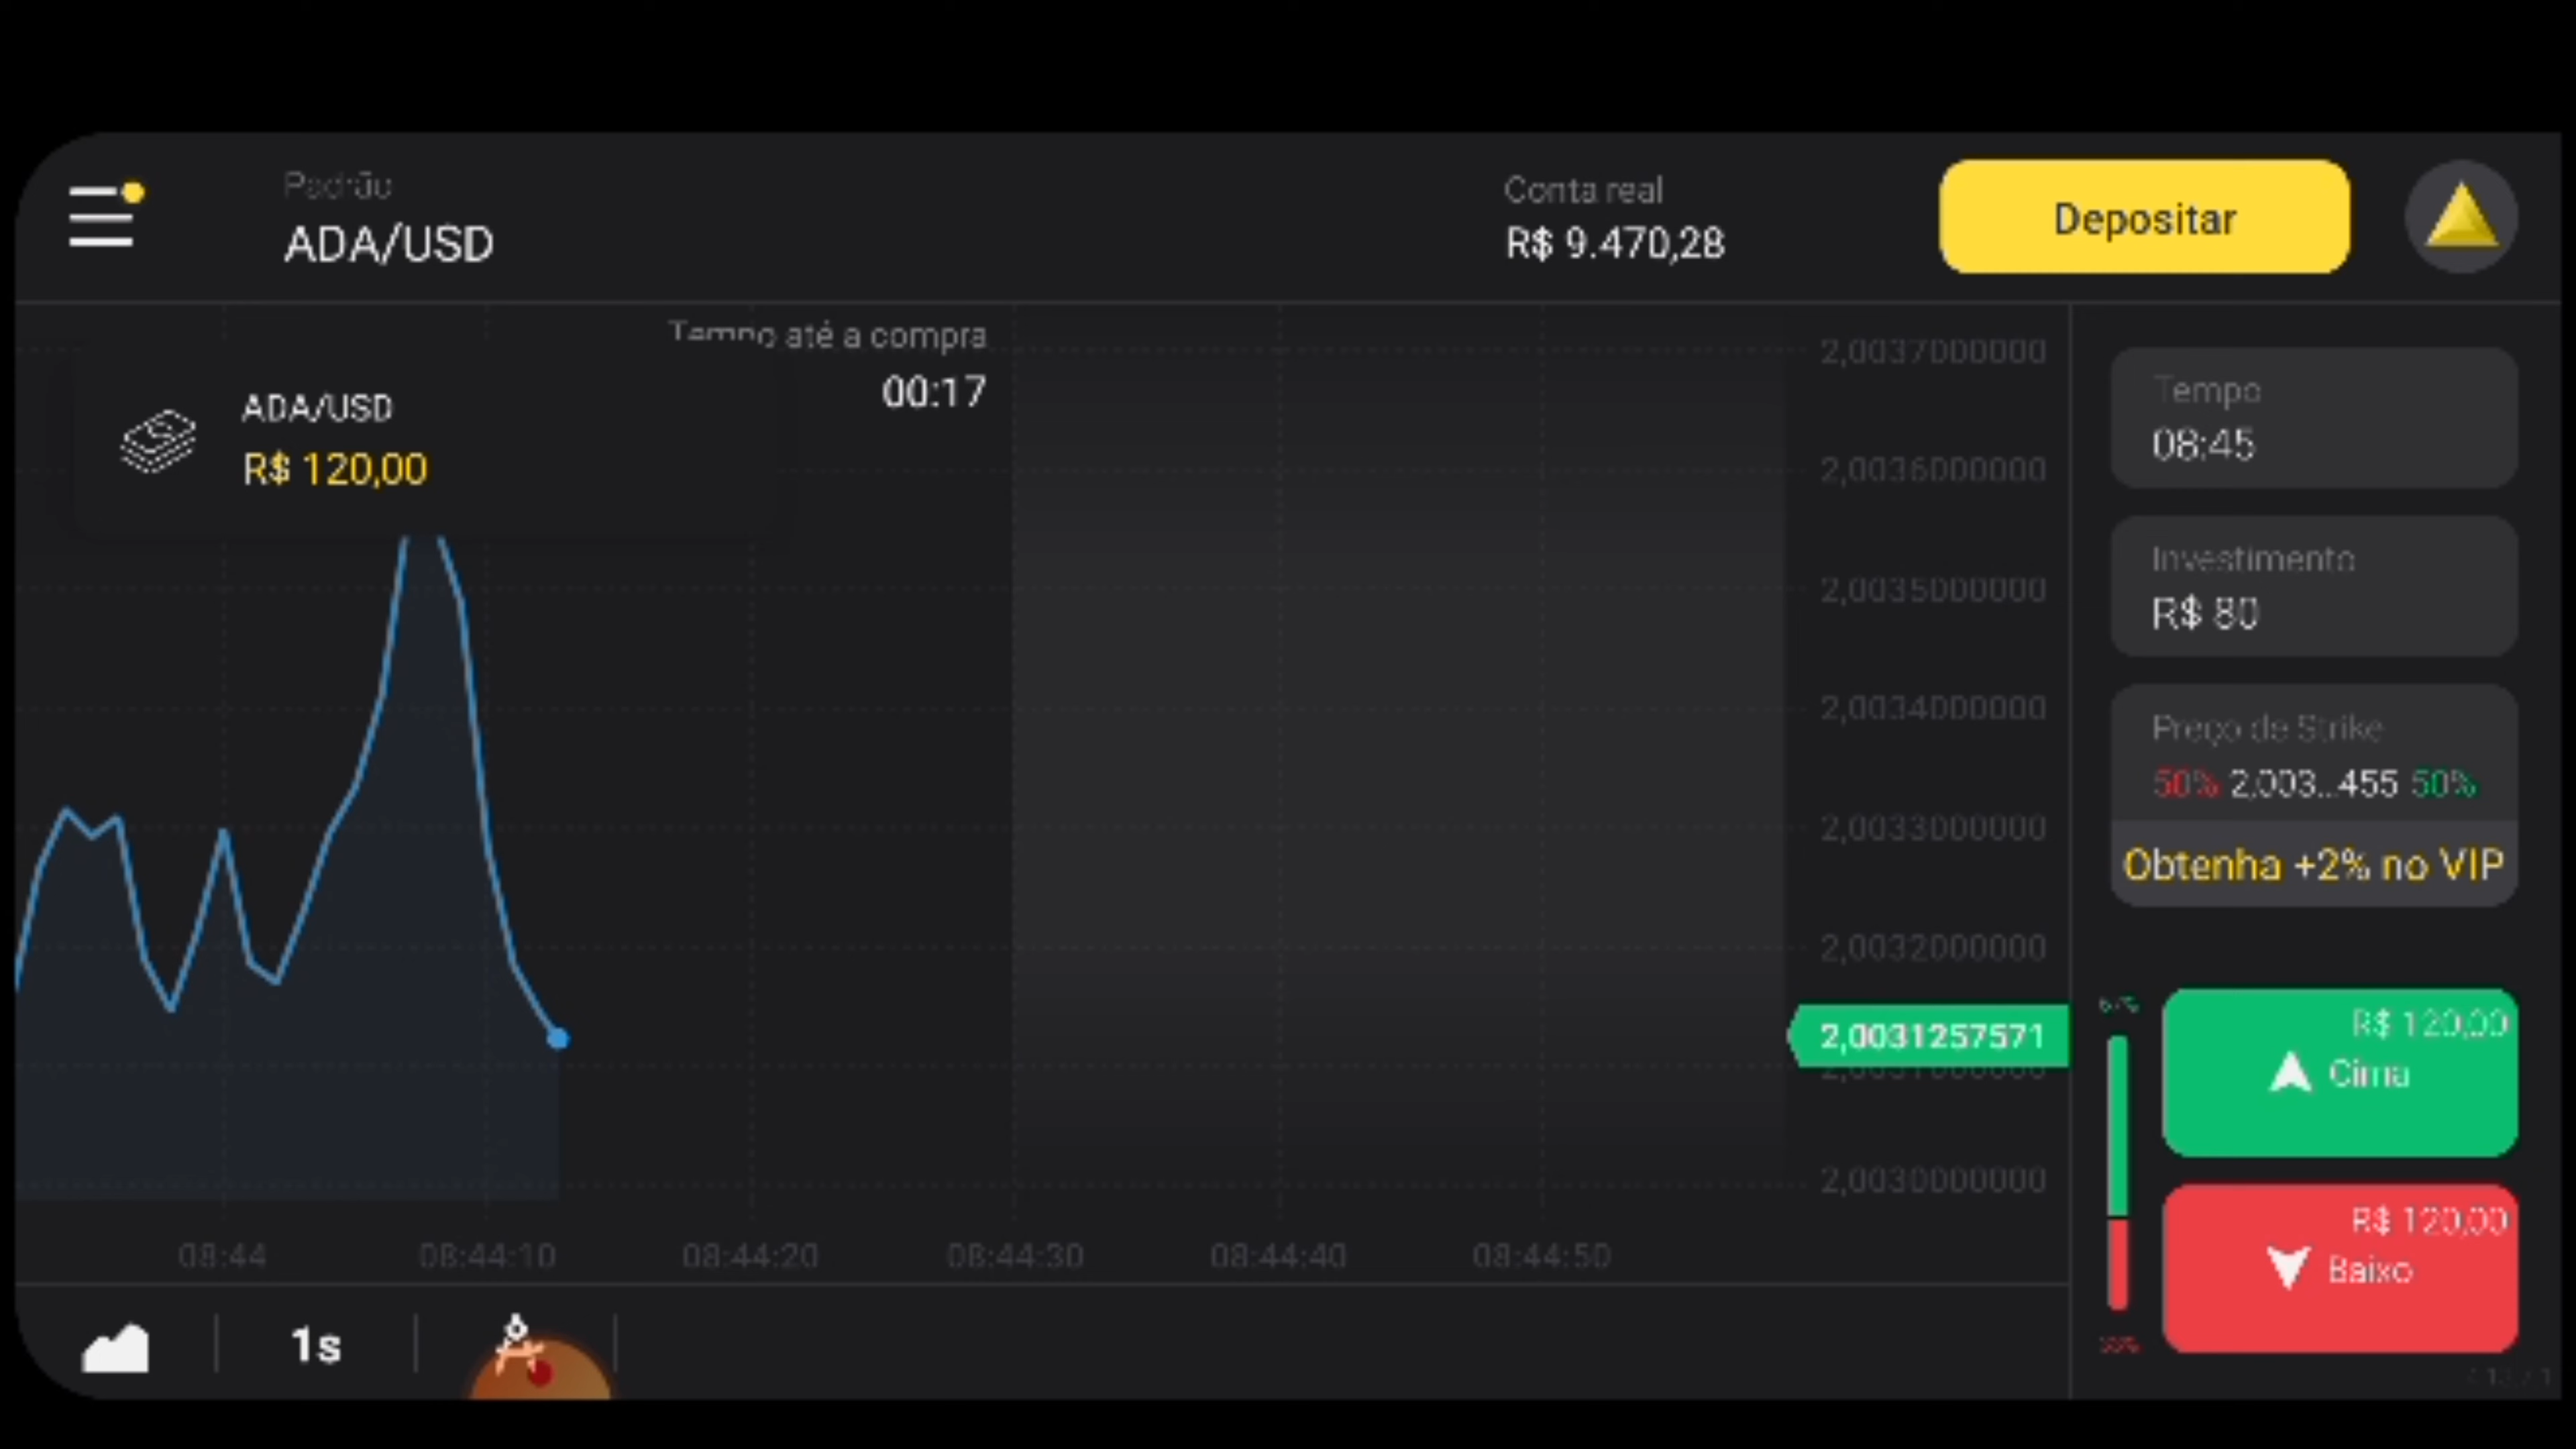 Padrão
ADA/USD
Conta real
R$ 9.470,28
Depositar
Tempo até a compra
00:17
ADA/USD
R$ 120,00
2,0037000000
2,0036000000
2,0035000000
2,0034000000
2,0033000000
2,0032000000
2,0031257571
2,0030000000
08:44
08:44:10
08:44:20
08:44:30
08:44:40
08:44:50
1s
Tempo
08:45
Investimento
R$ 80
Preço de Strike
50% 2,003...455 50%
Obtenha +2% no VIP
67%
R$ 120,00
Cima
R$ 120,00
Baixo
33%